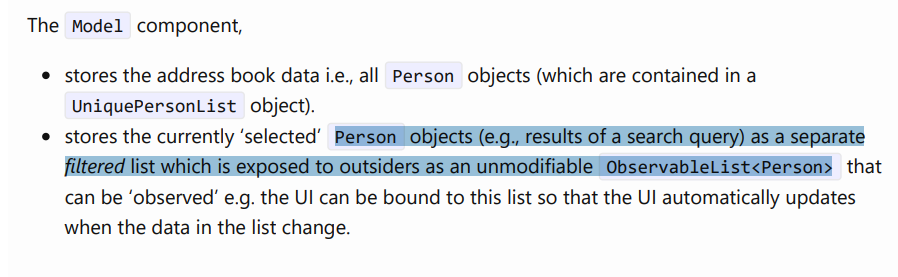 The Model component,
• stores the address book data i.e., all Person objects (which are contained in a
UniquePersonList object).
• stores the currently ‘selected’ Person objects (e.g., results of a search query) as a separate
filtered list which is exposed to outsiders as an unmodifiable ObservableList<Person> that
can be ‘observed’ e.g. the UI can be bound to this list so that the UI automatically updates
when the data in the list change.